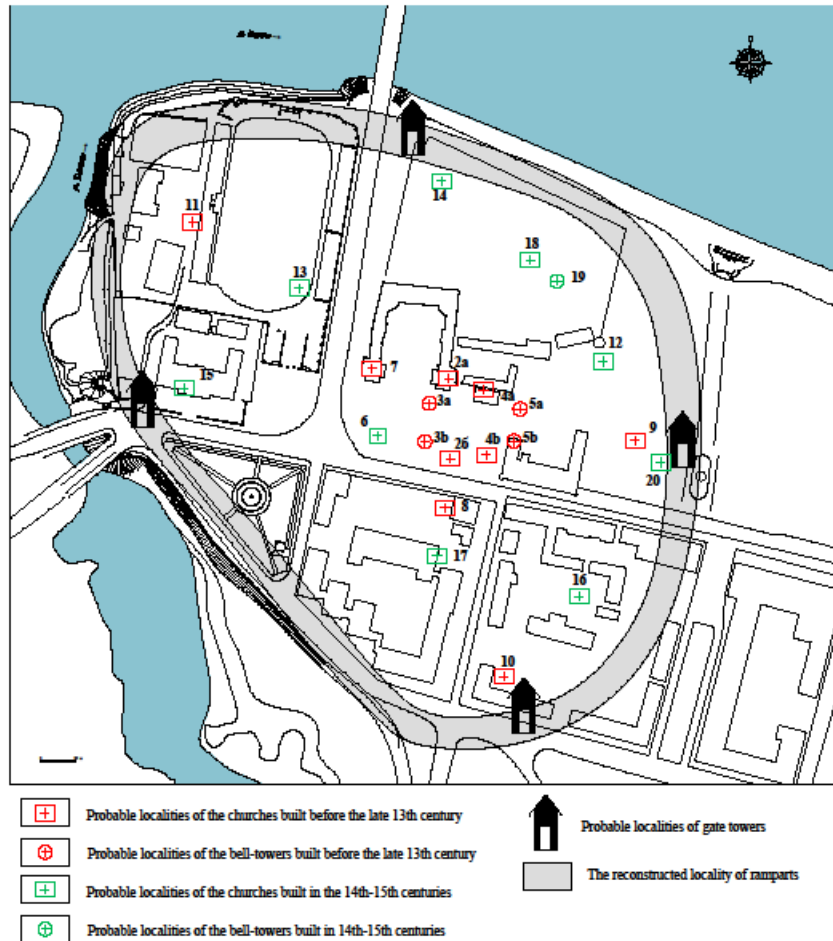 11
14
18
19
13
12
7
2a
4a
15
3a
5a
6
3b
26
4b
5b
9
20
8
17
16
10
Probable localities of the churches built before the late 13th century
Probable localities of the bell-towers built before the late 13th century
Probable localities of the churches built in the 14th-15th centuries
Probable localities of the bell-towers built in 14th-15th centuries
Probable localities of gate towers
The reconstructed locality of ramparts